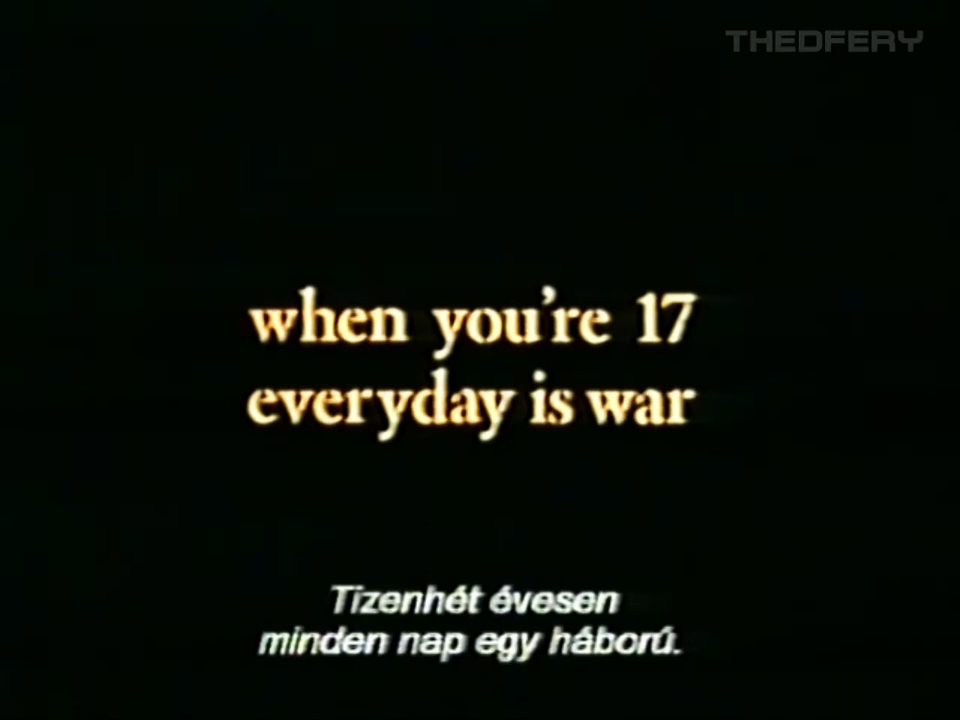 THEDFERY
when you're 17
everyday is war
Tizenhét évesen
minden nap egy háború.